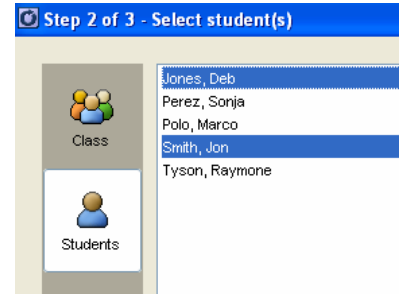 Step 2 of 3 - Select student(s)
Class
Students
Jones, Deb
Perez, Sonja
Polo, Marco
Smith, Jon
Tyson, Raymone